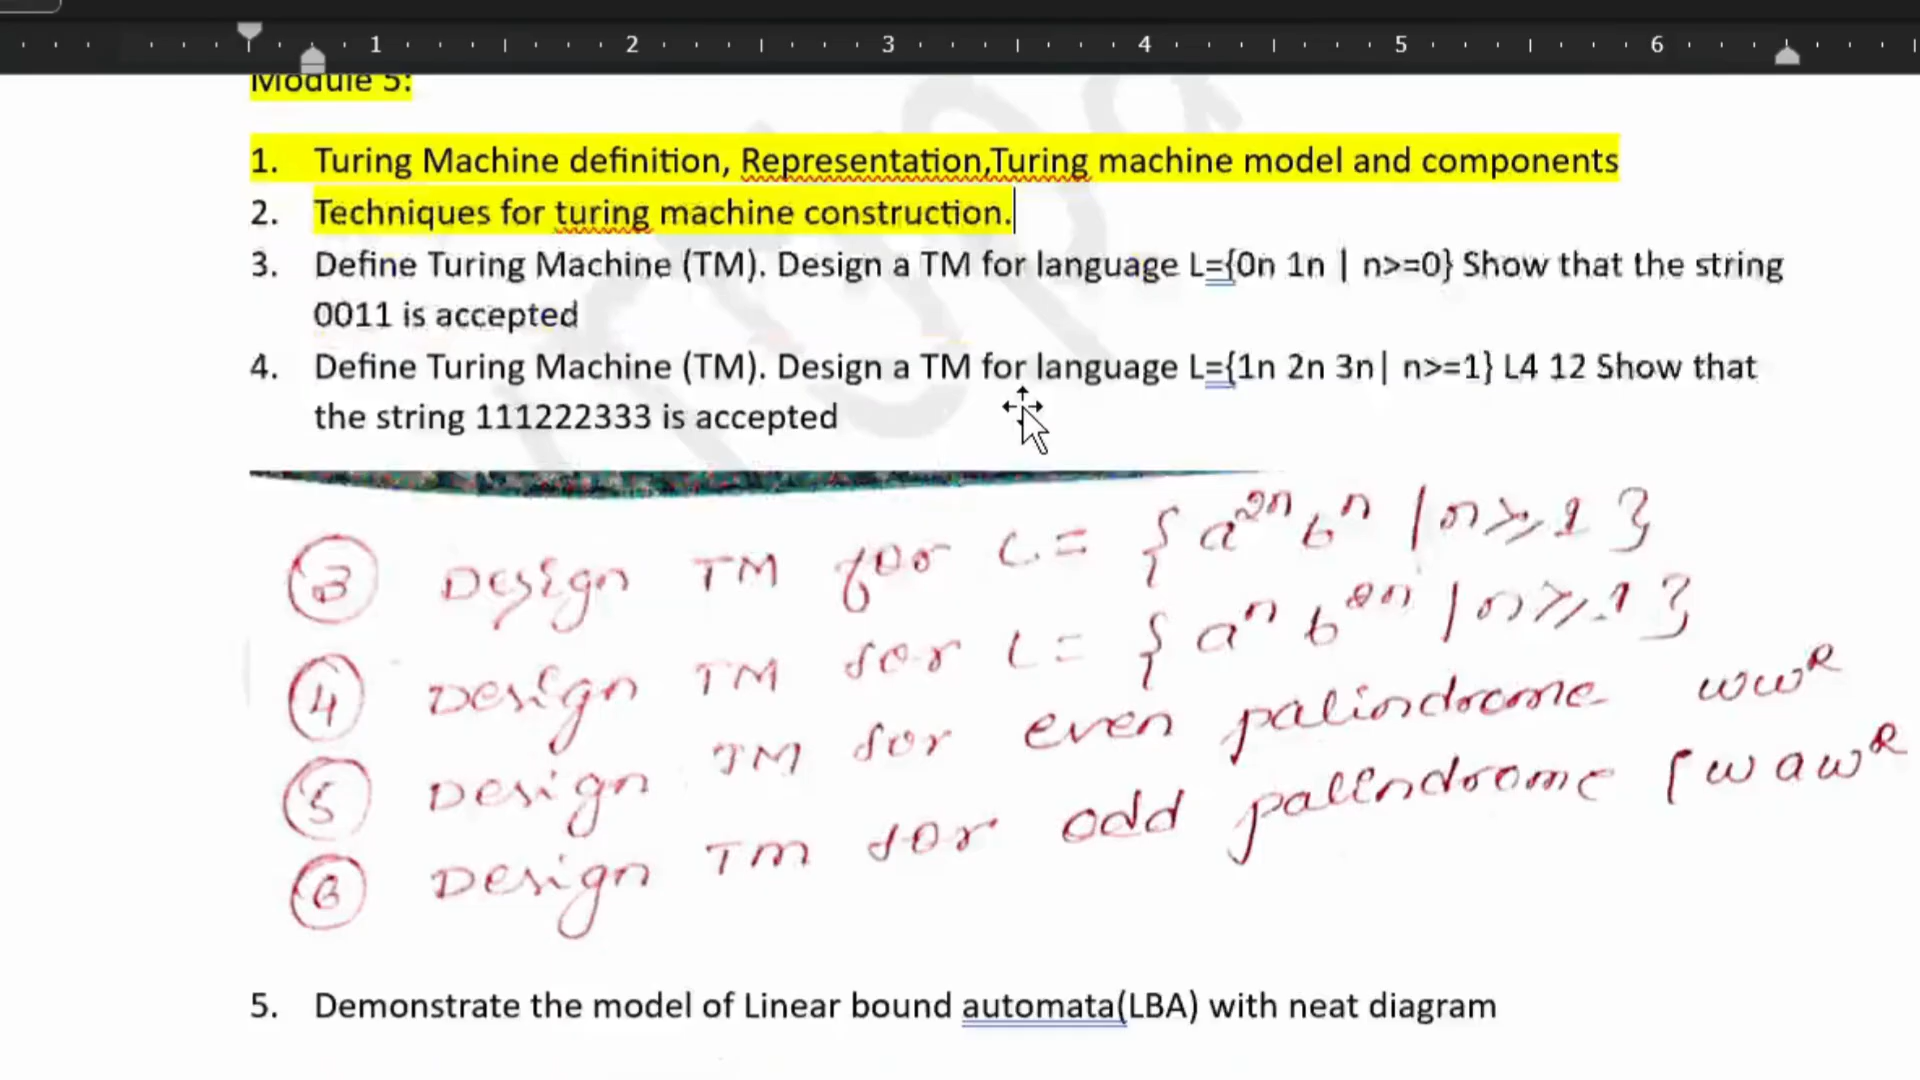 1 2 3 4 5 6
Module 5:
1. Turing Machine definition, Representation,Turing machine model and components
2. Techniques for turing machine construction.
3. Define Turing Machine (TM). Design a TM for language L={0n 1n | n>=0} Show that the string
0011 is accepted
4. Define Turing Machine (TM). Design a TM for language L={1n 2n 3n| n>=1} L4 12 Show that
the string 111222333 is accepted
③ Design TM for L = { a²ⁿ bⁿ | n ≥ 1 }
④ Design TM for L = { aⁿ b²ⁿ | n ≥ 1 }
⑤ Design TM for even palindrome wwᴿ
⑥ Design TM for odd palindrome [ w a wᴿ
5. Demonstrate the model of Linear bound automata(LBA) with neat diagram